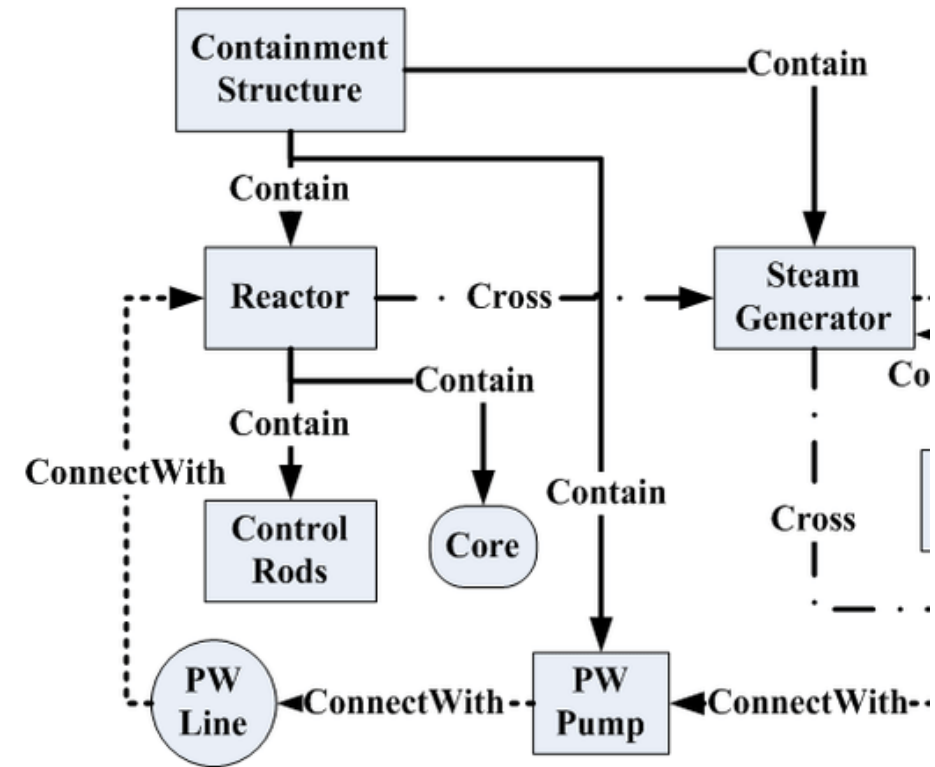 Containment
Structure
Contain
Contain
Reactor
Cross
Steam
Generator
Contain
Co
Contain
ConnectWith
Contain
Control
Rods
Core
Cross
PW
Line
ConnectWith
PW
Pump
ConnectWith